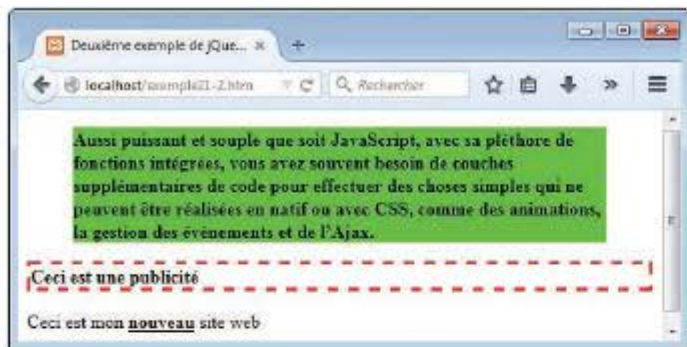 Deuxième exemple de jQue... ×
+
localhost/exemple21-2.htm
Rechercher
Aussi puissant et souple que soit JavaScript, avec sa pléthore de
fonctions intégrées, vous avez souvent besoin de couches
supplémentaires de code pour effectuer des choses simples qui ne
peuvent être réalisées en natif ou avec CSS, comme des animations,
la gestion des événements et de l'Ajax.
Ceci est une publicité
Ceci est mon nouveau site web